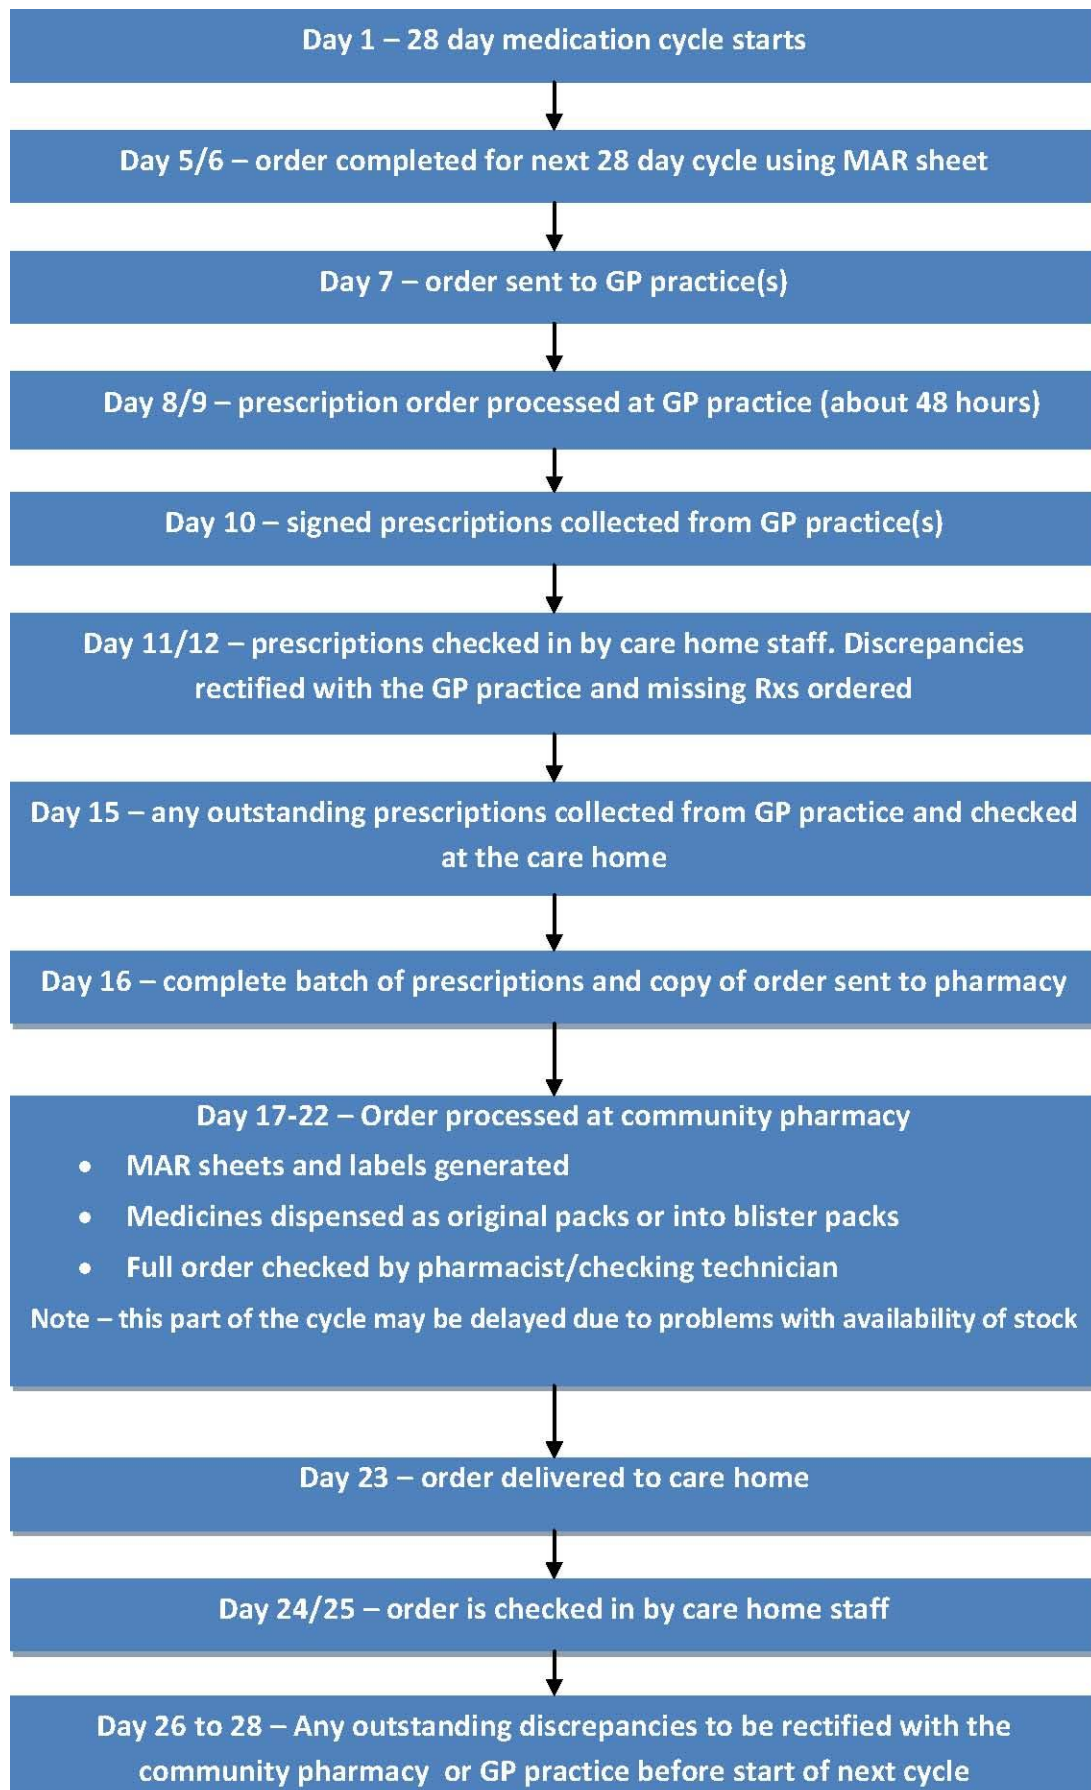 Day 1 – 28 day medication cycle starts
Day 5/6 – order completed for next 28 day cycle using MAR sheet
Day 7 – order sent to GP practice(s)
Day 8/9 – prescription order processed at GP practice (about 48 hours)
Day 10 – signed prescriptions collected from GP practice(s)
Day 11/12 – prescriptions checked in by care home staff. Discrepancies
rectified with the GP practice and missing Rxs ordered
Day 15 – any outstanding prescriptions collected from GP practice and checked
at the care home
Day 16 – complete batch of prescriptions and copy of order sent to pharmacy
Day 17-22 – Order processed at community pharmacy
• MAR sheets and labels generated
• Medicines dispensed as original packs or into blister packs
• Full order checked by pharmacist/checking technician
Note – this part of the cycle may be delayed due to problems with availability of stock
Day 23 – order delivered to care home
Day 24/25 – order is checked in by care home staff
Day 26 to 28 – Any outstanding discrepancies to be rectified with the
community pharmacy or GP practice before start of next cycle